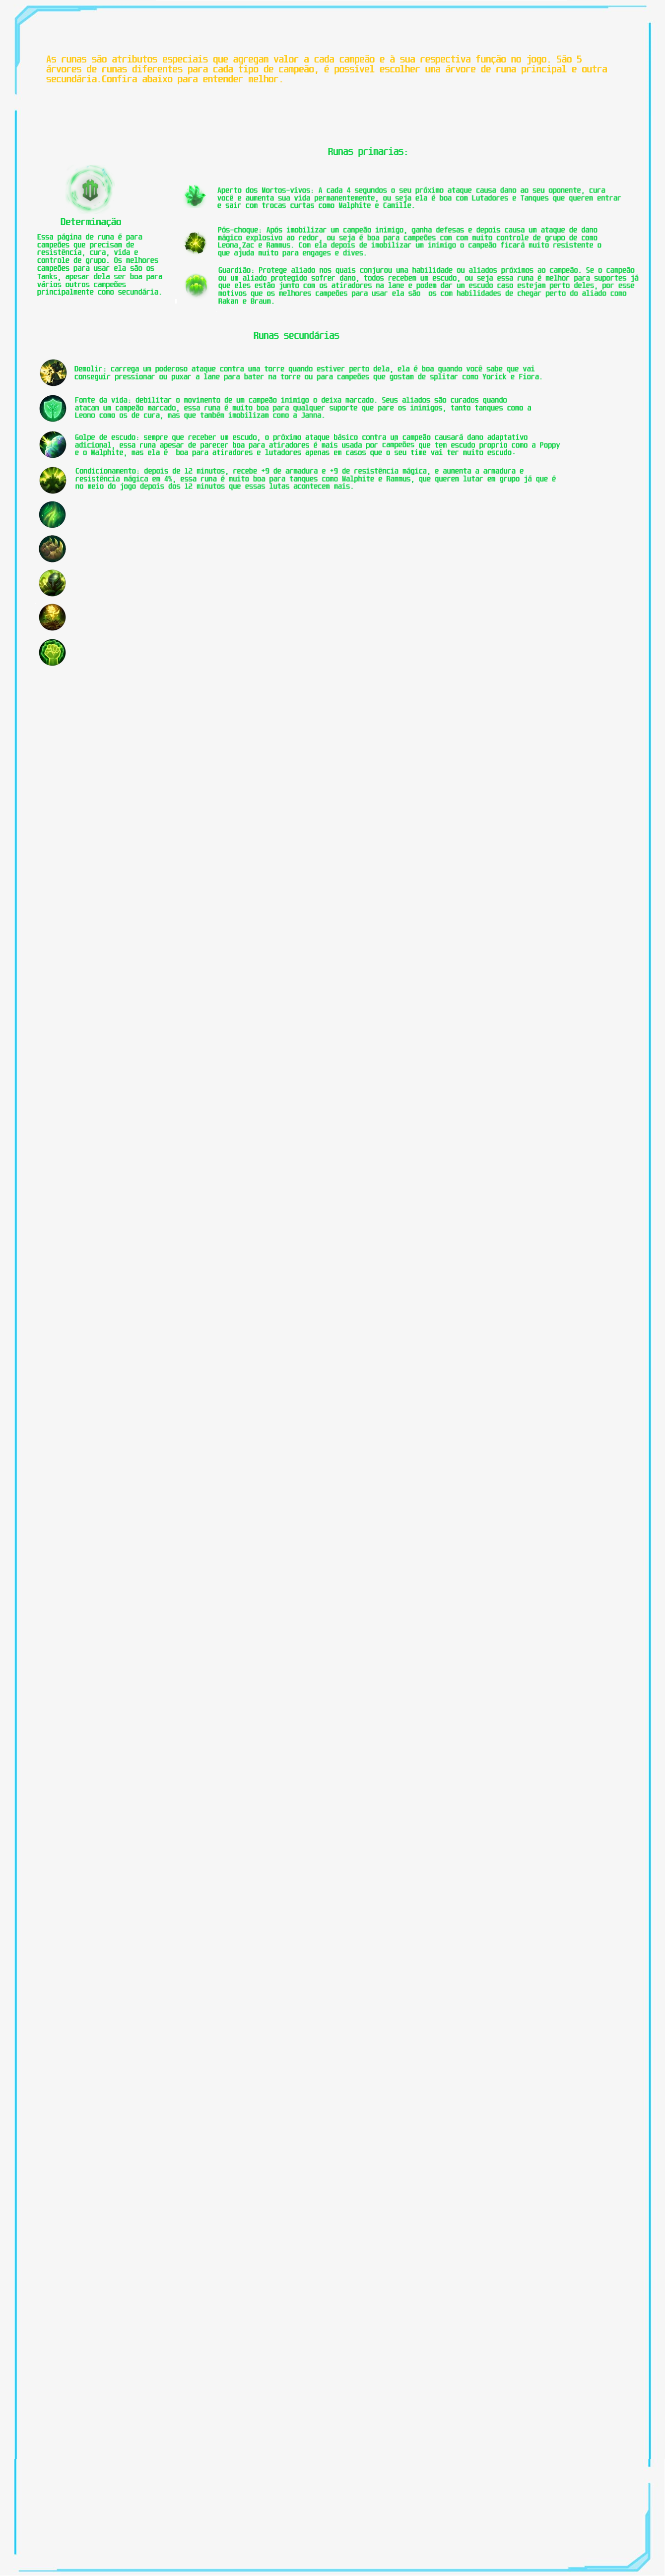 As runas são atributos especiais que agregam valor a cada campeão e à sua respectiva função no jogo. São 5
árvores de runas diferentes para cada tipo de campeão, é possível escolher uma árvore de runa principal e outra
secundária.Confira abaixo para entender melhor.
Runas primarias:
Determinação
Essa página de runa é para
campeões que precisam de
resistência, cura, vida e
controle de grupo. Os melhores
campeões para usar ela são os
Tanks, apesar dela ser boa para
vários outros campeões
principalmente como secundária.
Aperto dos Mortos-vivos: A cada 4 segundos o seu próximo ataque causa dano ao seu oponente, cura
você e aumenta sua vida permanentemente, ou seja ela é boa com Lutadores e Tanques que querem entrar
e sair com trocas curtas como Malphite e Camille.
Pós-choque: Após imobilizar um campeão inimigo, ganha defesas e depois causa um ataque de dano
mágico explosivo ao redor, ou seja é boa para campeões com com muito controle de grupo de como
Leona,Zac e Rammus. Com ela depois de imobilizar um inimigo o campeão ficará muito resistente o
que ajuda muito para engages e dives.
Guardião: Protege aliado nos quais conjurou uma habilidade ou aliados próximos ao campeão. Se o campeão
ou um aliado protegido sofrer dano, todos recebem um escudo, ou seja essa runa é melhor para suportes já
que eles estão junto com os atiradores na lane e podem dar um escudo caso estejam perto deles, por esse
motivos que os melhores campeões para usar ela são  os com habilidades de chegar perto do aliado como
Rakan e Braum.
Runas secundárias
Demolir: carrega um poderoso ataque contra uma torre quando estiver perto dela, ela é boa quando você sabe que vai
conseguir pressionar ou puxar a lane para bater na torre ou para campeões que gostam de splitar como Yorick e Fiora.
Fonte da vida: debilitar o movimento de um campeão inimigo o deixa marcado. Seus aliados são curados quando
atacam um campeão marcado, essa runa é muito boa para qualquer suporte que pare os inimigos, tanto tanques como a
Leono como os de cura, mas que também imobilizam como a Janna.
Golpe de escudo: sempre que receber um escudo, o próximo ataque básico contra um campeão causará dano adaptativo
adicional, essa runa apesar de parecer boa para atiradores é mais usada por campeões que tem escudo proprio como a Poppy
e o Malphite, mas ela é  boa para atiradores e lutadores apenas em casos que o seu time vai ter muito escudo.
Condicionamento: depois de 12 minutos, recebe +9 de armadura e +9 de resistência mágica, e aumenta a armadura e
resistência mágica em 4%, essa runa é muito boa para tanques como Malphite e Rammus, que querem lutar em grupo já que é
no meio do jogo depois dos 12 minutos que essas lutas acontecem mais.